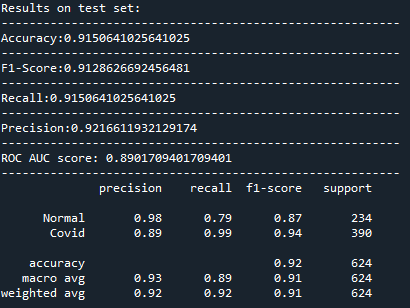 Results on test set:
------------------------------------------------------
Accuracy:0.9150641025641025
------------------------------------------------------
F1-Score:0.9128626692456481
------------------------------------------------------
Recall:0.9150641025641025
------------------------------------------------------
Precision:0.9216611932129174
------------------------------------------------------
ROC AUC score: 0.8901709401709401
------------------------------------------------------
              precision    recall  f1-score   support

      Normal       0.98      0.79      0.87       234
       Covid       0.89      0.99      0.94       390

    accuracy                           0.92       624
   macro avg       0.93      0.89      0.91       624
weighted avg       0.92      0.92      0.91       624